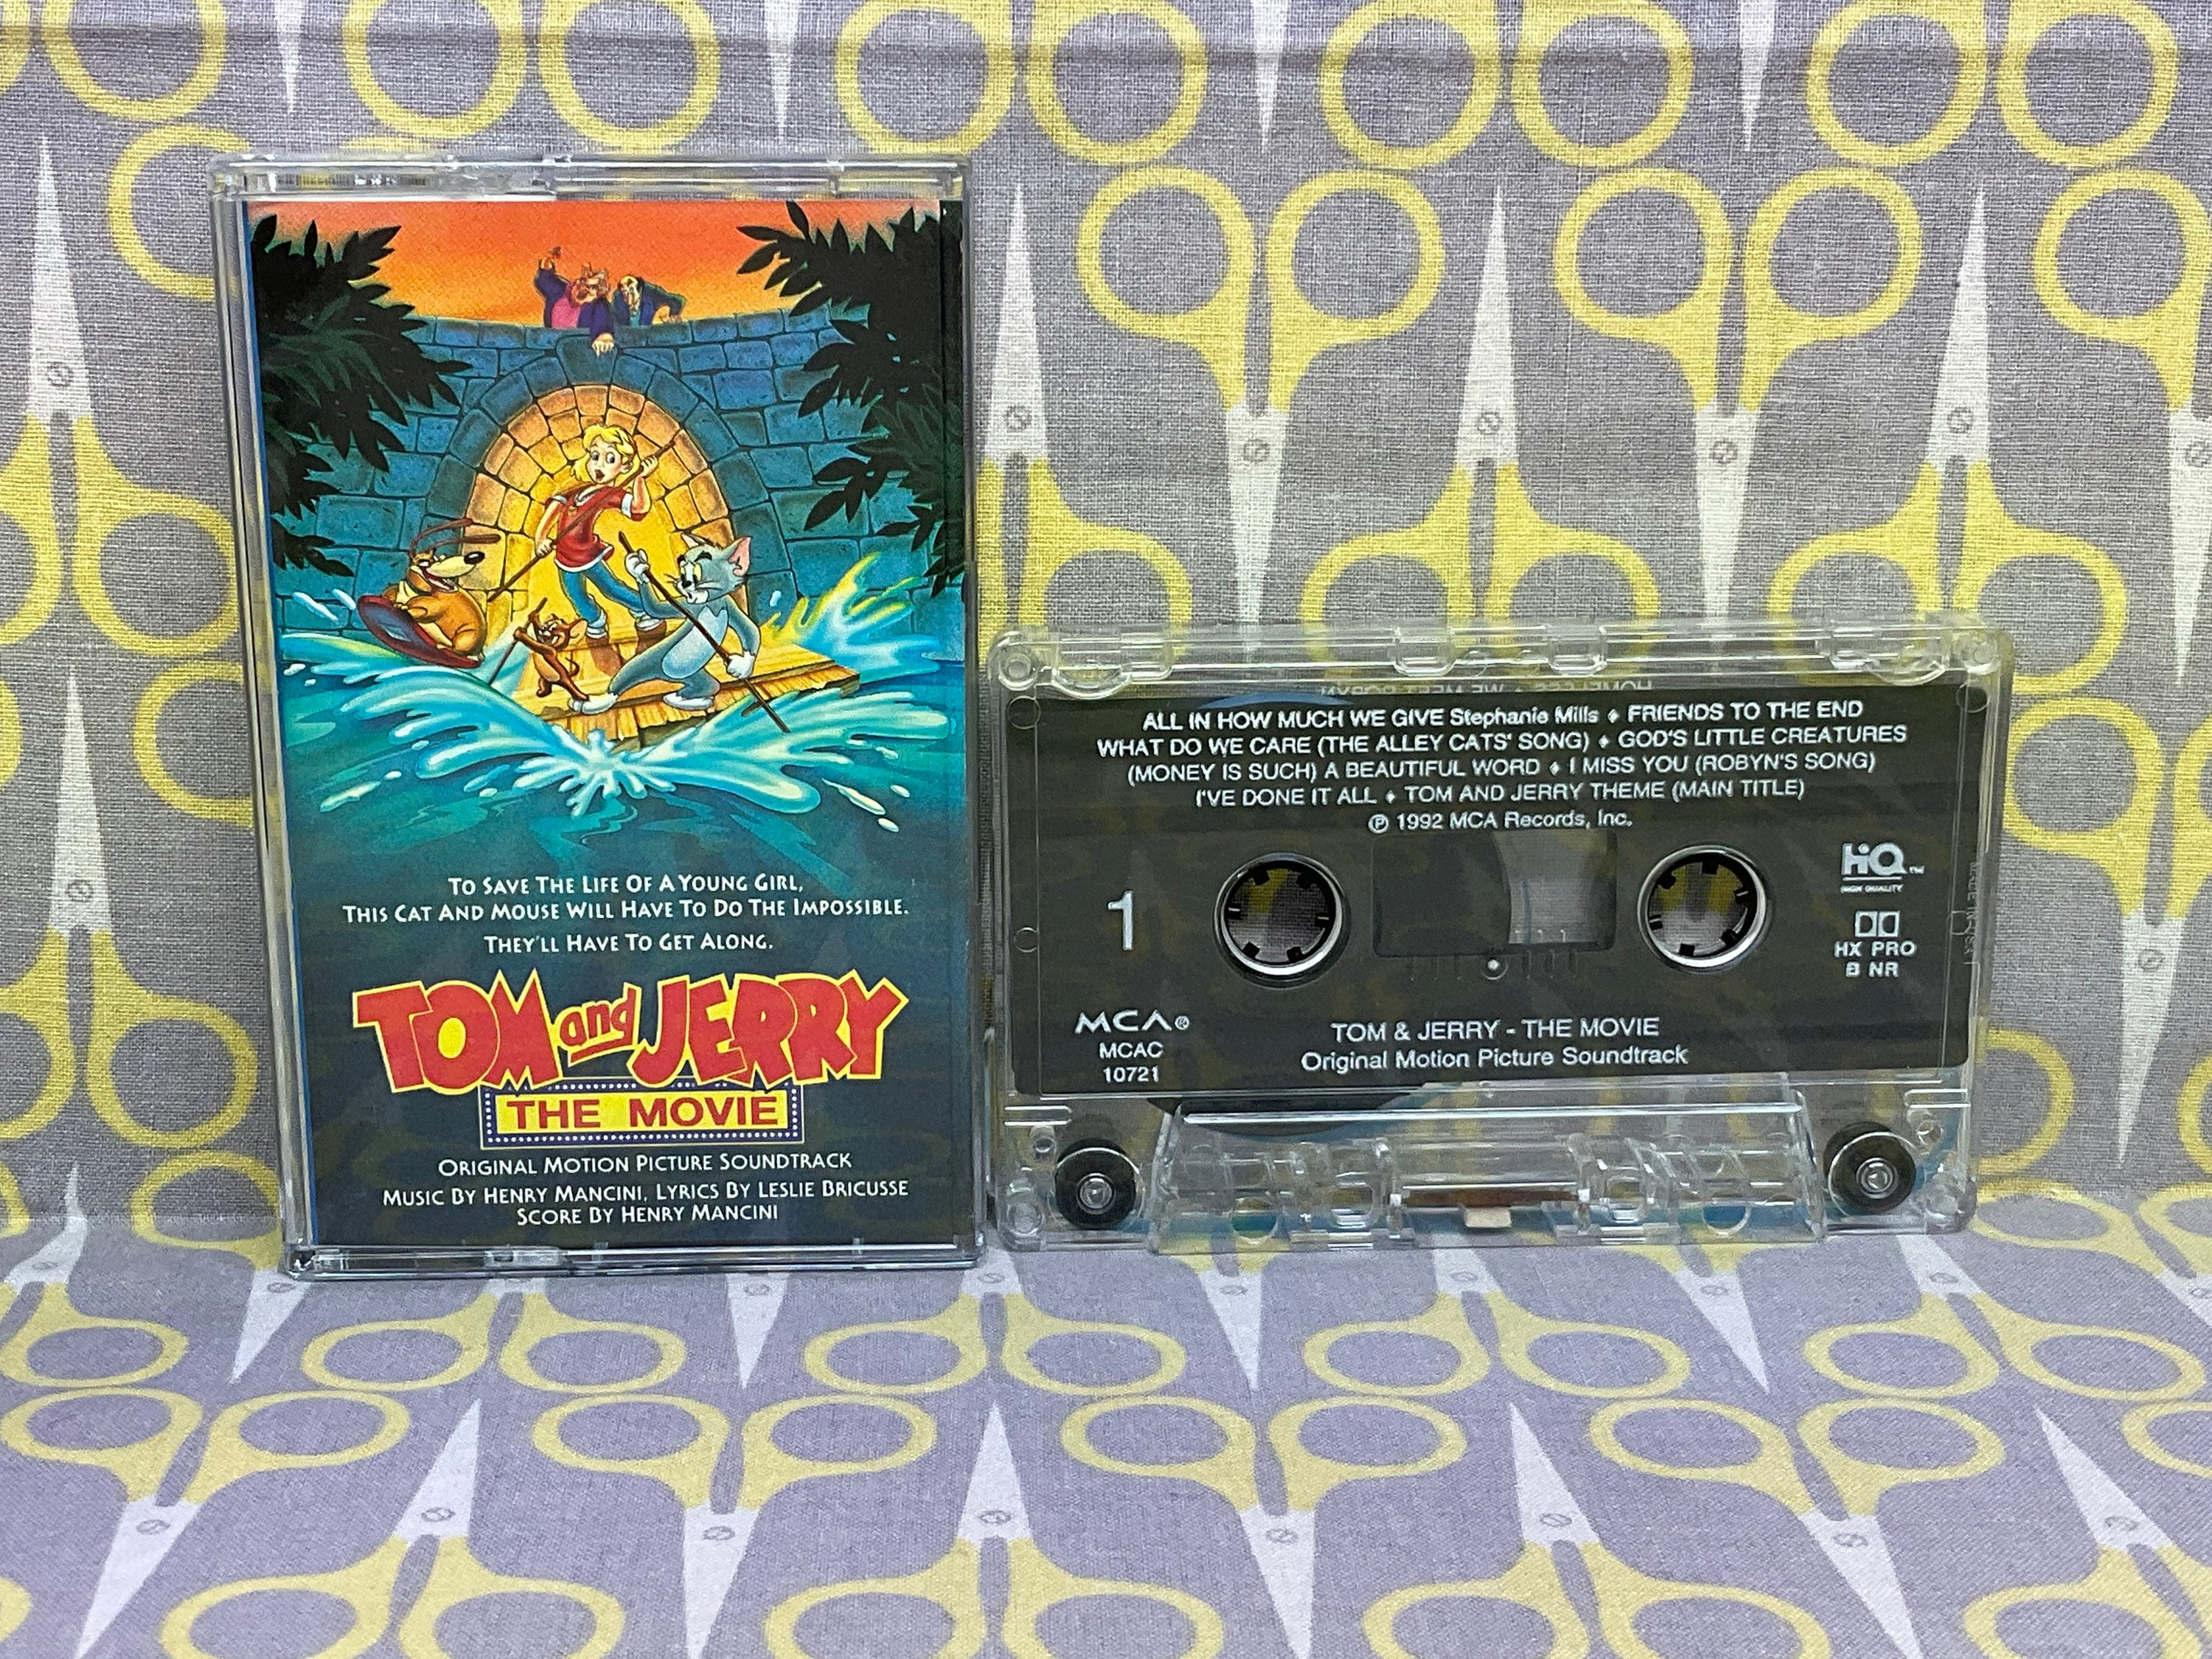 TO SAVE THE LIFE OF A YOUNG GIRL,
THIS CAT AND MOUSE WILL HAVE TO DO THE IMPOSSIBLE.
THEY'LL HAVE TO GET ALONG.
TOM and JERRY
THE MOVIE
ORIGINAL MOTION PICTURE SOUNDTRACK
MUSIC BY HENRY MANCINI, LYRICS BY LESLIE BRICUSSE
SCORE BY HENRY MANCINI
ALL IN HOW MUCH WE GIVE Stephanie Mills ♦ FRIENDS TO THE END
WHAT DO WE CARE (THE ALLEY CATS' SONG) ♦ GOD'S LITTLE CREATURES
(MONEY IS SUCH) A BEAUTIFUL WORD ♦ I MISS YOU (ROBYN'S SONG)
I'VE DONE IT ALL ♦ TOM AND JERRY THEME (MAIN TITLE)
℗ 1992 MCA Records, Inc.
1
HiQ™
HIGH QUALITY
HX PRO
B NR
MCA®
MCAC
10721
TOM & JERRY - THE MOVIE
Original Motion Picture Soundtrack